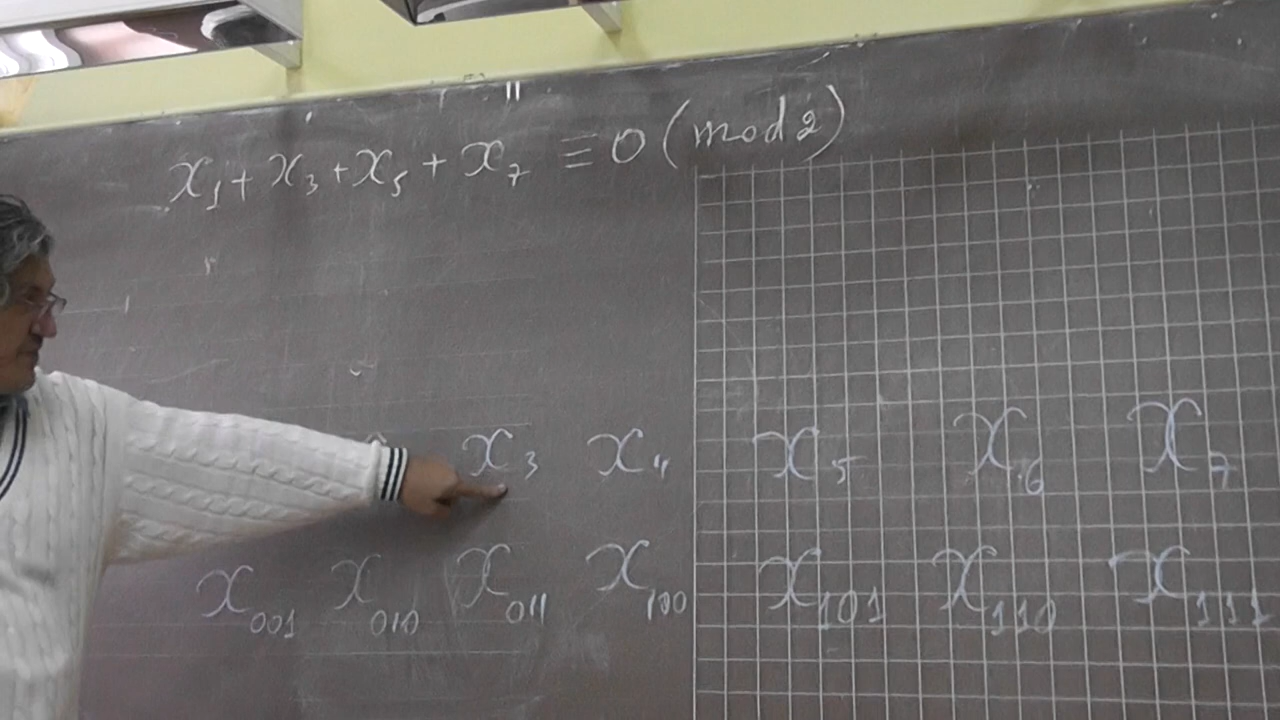 x₁ + x₃ + x₅ + x₇ ≡ 0 (mod 2)
x₃ x₄ x₅ x₆ x₇
x₀₀₁ x₀₁₀ x₀₁₁ x₁₀₀ x₁₀₁ x₁₁₀ x₁₁₁